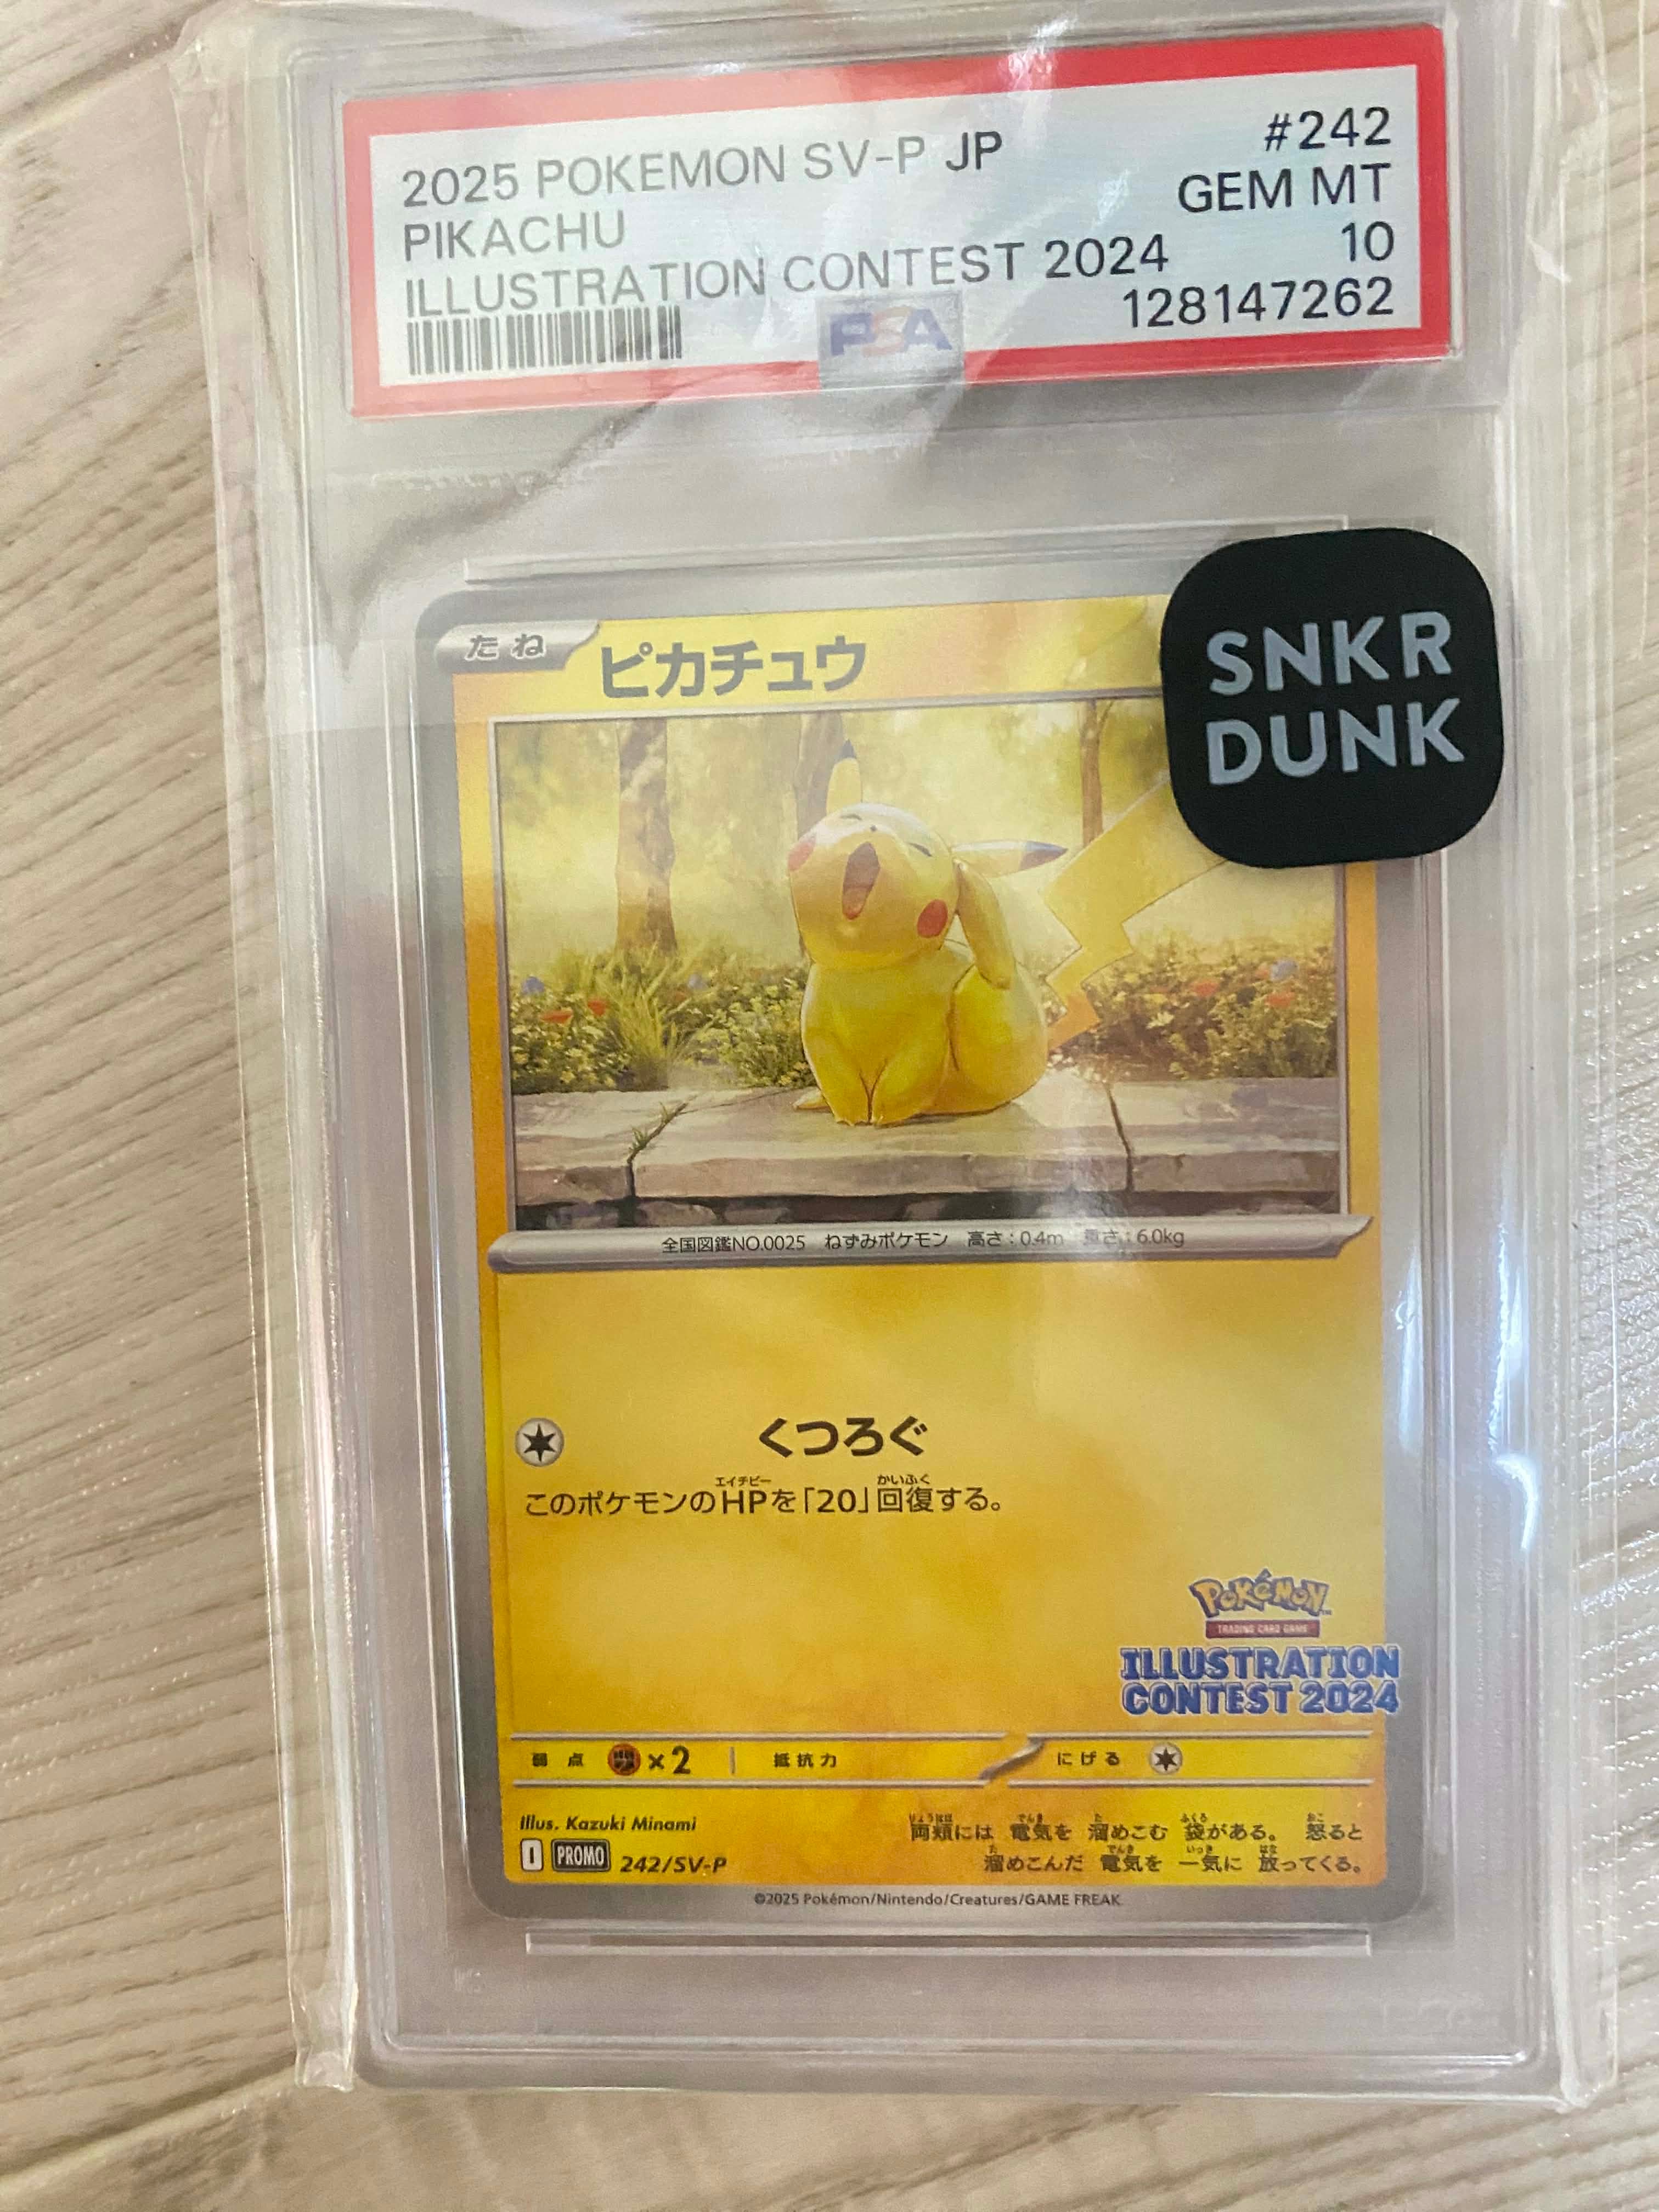 2025 POKEMON SV-P JP #242
PIKACHU GEM MT
ILLUSTRATION CONTEST 2024 10
128147262
PSA
SNKR
DUNK
たね ピカチュウ
全国図鑑NO.0025 ねずみポケモン 高さ:0.4m 重さ:6.0kg
くつろぐ
エイチピー かいふく
このポケモンのHPを「20」回復する。
Pokémon
TRADING CARD GAME
ILLUSTRATION
CONTEST 2024
弱点 ×2 抵抗力 にげる
Illus. Kazuki Minami
りょうほほ でんき た ふくろ おこ
両頬には 電気を 溜めこむ 袋がある。 怒ると
た でんき いっき はな
溜めこんだ 電気を 一気に 放ってくる。
I PROMO 242/SV-P
©2025 Pokémon/Nintendo/Creatures/GAME FREAK